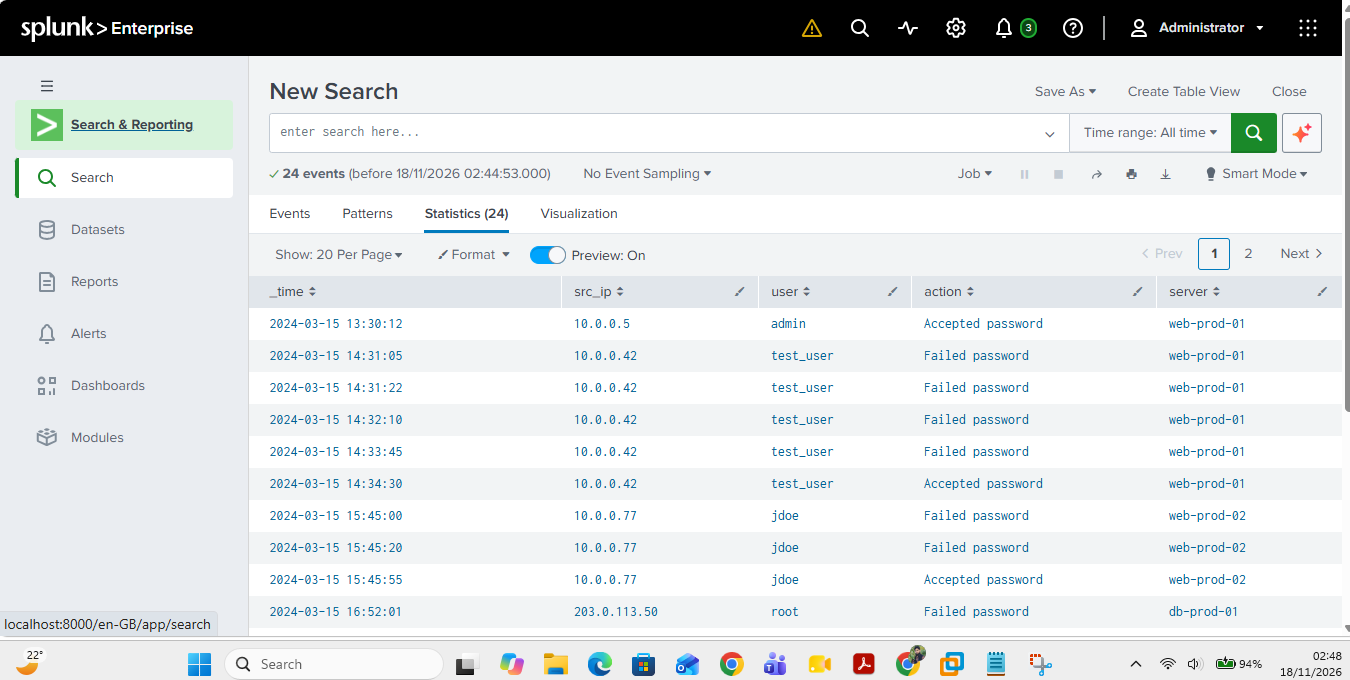 splunk> Enterprise
3
Administrator
Search & Reporting
Search
Datasets
Reports
Alerts
Dashboards
Modules
New Search
Save As Create Table View Close
enter search here...
Time range: All time
24 events (before 18/11/2026 02:44:53.000) No Event Sampling
Job Smart Mode
Events Patterns Statistics (24) Visualization
Show: 20 Per Page Format Preview: On
Prev 1 2 Next
_time src_ip user action server
2024-03-15 13:30:12 10.0.0.5 admin Accepted password web-prod-01
2024-03-15 14:31:05 10.0.0.42 test_user Failed password web-prod-01
2024-03-15 14:31:22 10.0.0.42 test_user Failed password web-prod-01
2024-03-15 14:32:10 10.0.0.42 test_user Failed password web-prod-01
2024-03-15 14:33:45 10.0.0.42 test_user Failed password web-prod-01
2024-03-15 14:34:30 10.0.0.42 test_user Accepted password web-prod-01
2024-03-15 15:45:00 10.0.0.77 jdoe Failed password web-prod-02
2024-03-15 15:45:20 10.0.0.77 jdoe Failed password web-prod-02
2024-03-15 15:45:55 10.0.0.77 jdoe Accepted password web-prod-02
2024-03-15 16:52:01 203.0.113.50 root Failed password db-prod-01
localhost:8000/en-GB/app/search
22°
Search
94%
02:48
18/11/2026